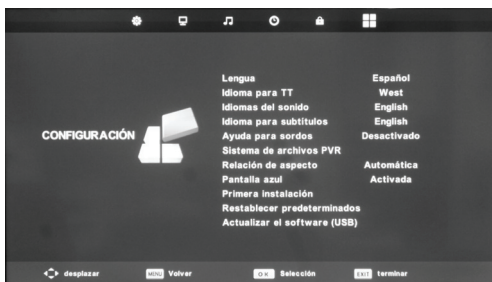 Lengua Español
Idioma para TT West
Idiomas del sonido English
Idioma para subtítulos English
Ayuda para sordos Desactivado
CONFIGURACIÓN
Sistema de archivos PVR
Relación de aspecto Automática
Pantalla azul Activada
Primera instalación
Restablecer predeterminados
Actualizar el software (USB)
desplazar MENU Volvar OK Selección EXIT terminar